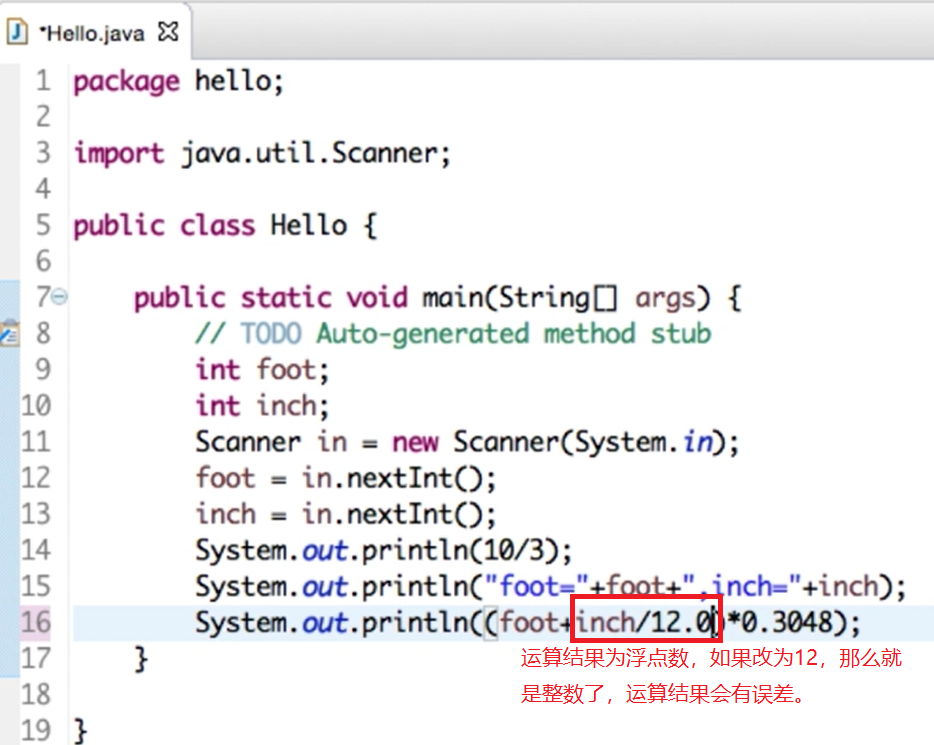 *Hello.java
1 package hello;
2
3 import java.util.Scanner;
4
5 public class Hello {
6
7 public static void main(String[] args) {
8 // TODO Auto-generated method stub
9 int foot;
10 int inch;
11 Scanner in = new Scanner(System.in);
12 foot = in.nextInt();
13 inch = in.nextInt();
14 System.out.println(10/3);
15 System.out.println("foot="+foot+",inch="+inch);
16 System.out.println((foot+inch/12.0)*0.3048);
17 }
运算结果为浮点数，如果改为12，那么就
是整数了，运算结果会有误差。
18
19 }